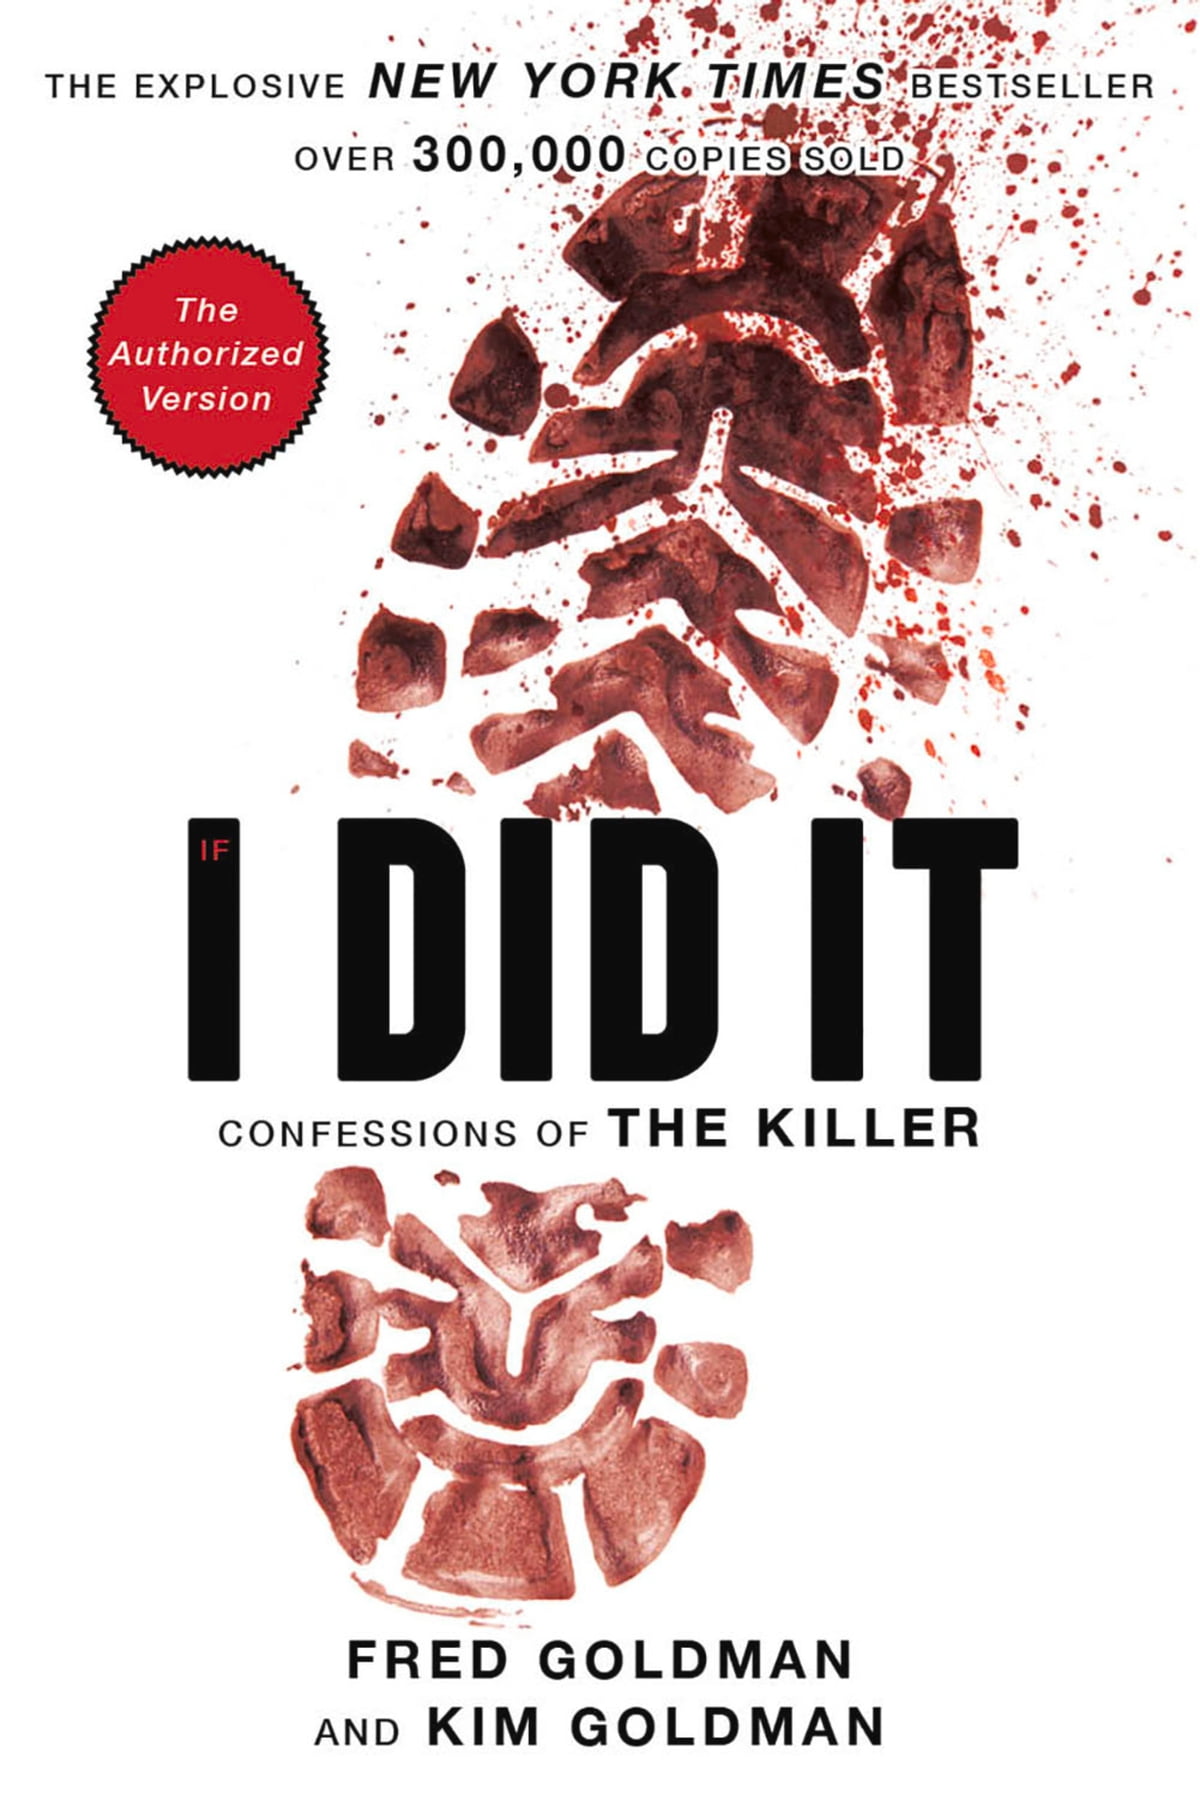 THE EXPLOSIVE NEW YORK TIMES BESTSELLER
OVER 300,000 COPIES SOLD
The
Authorized
Version
IF
I DID IT
CONFESSIONS OF THE KILLER
FRED GOLDMAN
AND KIM GOLDMAN